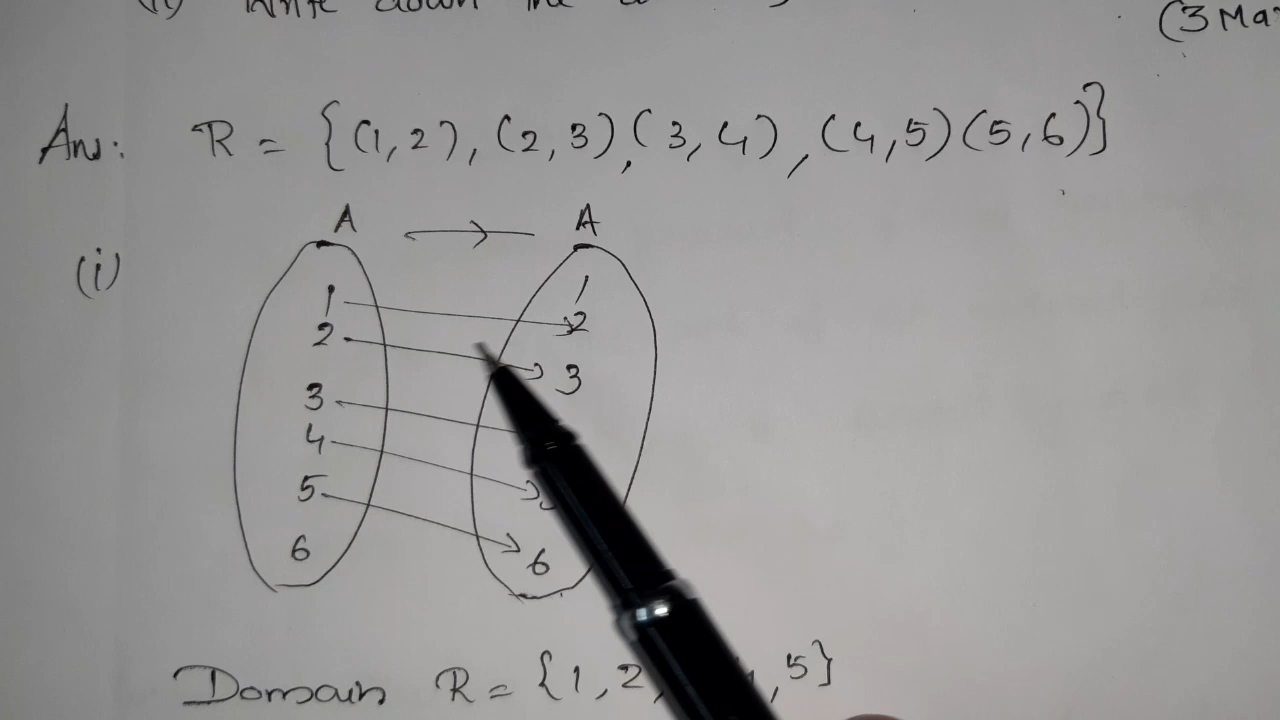 (3 Ma
Ans: R = {(1,2), (2,3), (3,4), (4,5)(5,6)}
A → A
(i)
1 1
2 2
3 3
4
5
6 6
Domain R = {1, 2, , 5}